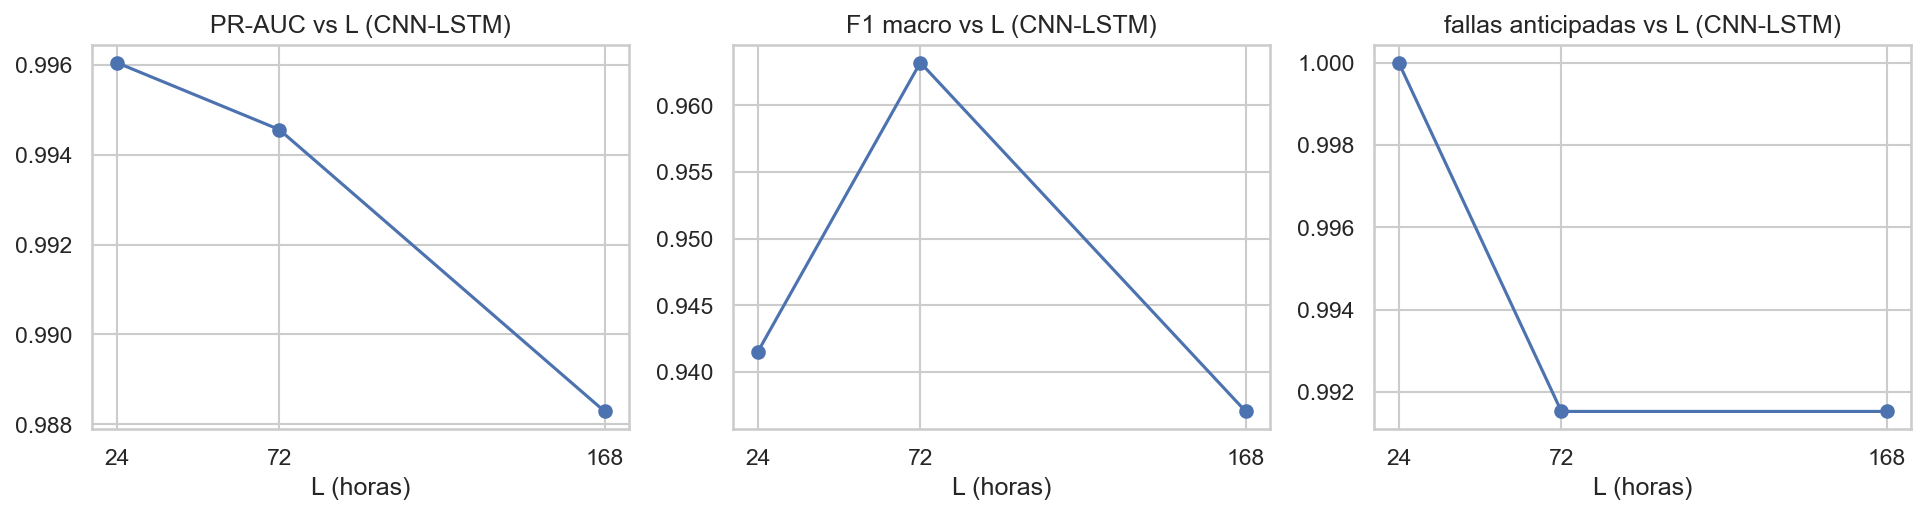 PR-AUC vs L (CNN-LSTM)
0.996
0.994
0.992
0.990
0.988
24 72 168
L (horas)
F1 macro vs L (CNN-LSTM)
0.960
0.955
0.950
0.945
0.940
24 72 168
L (horas)
fallas anticipadas vs L (CNN-LSTM)
1.000
0.998
0.996
0.994
0.992
24 72 168
L (horas)